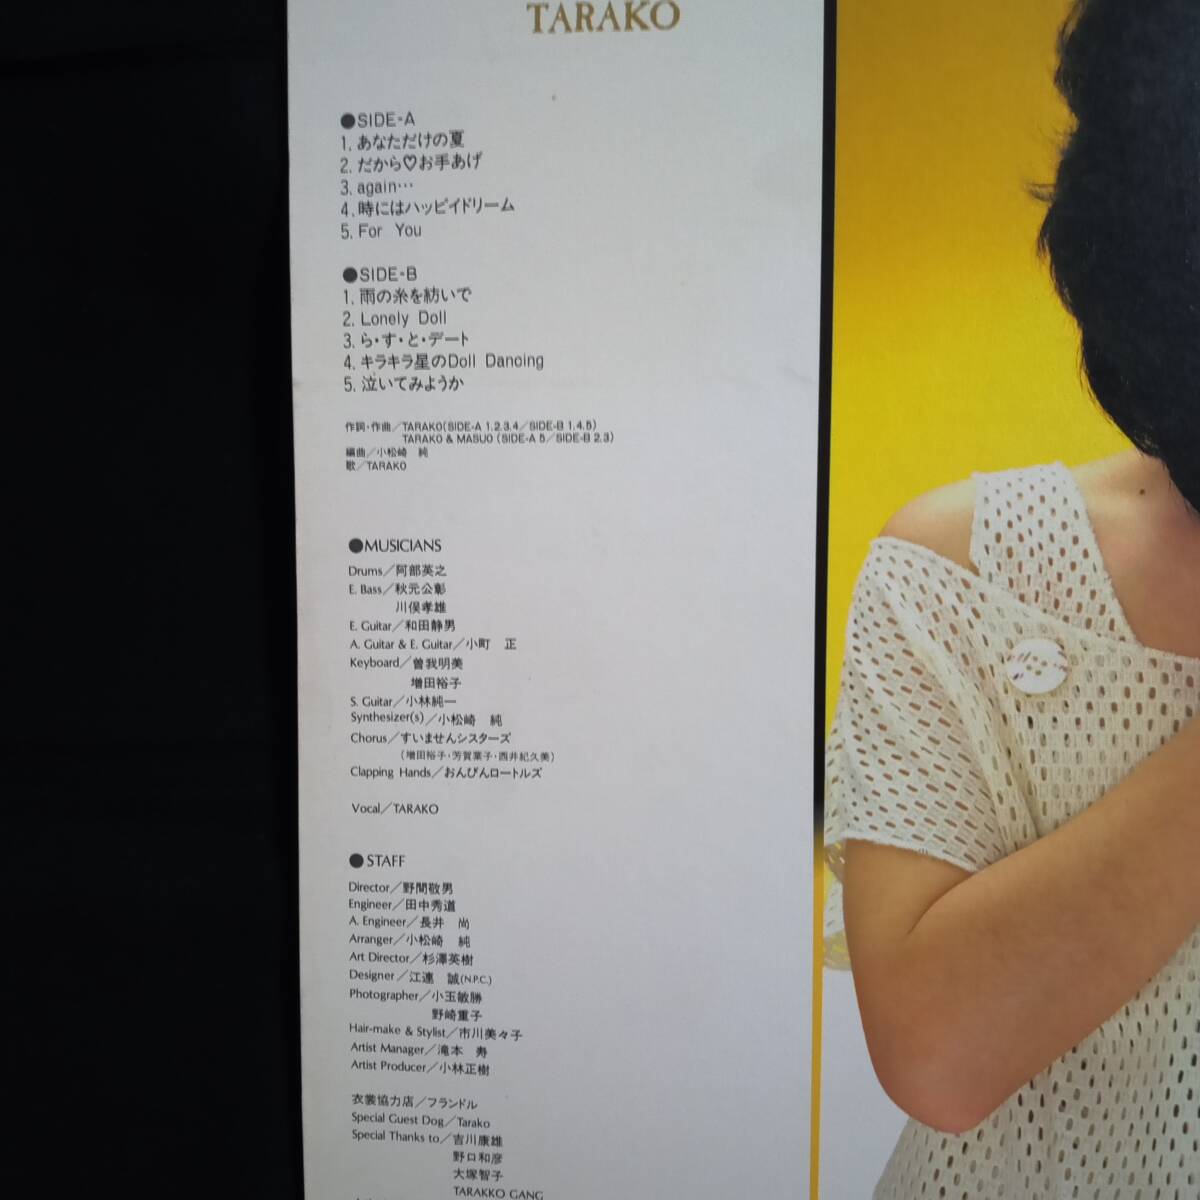 TARAKO
●SIDE-A
1. あなただけの夏
2. だから♡お手あげ
3. again…
4. 時にはハッピイドリーム
5. For You
●SIDE-B
1. 雨の糸を紡いで
2. Lonely Doll
3. ら・す・と・デート
4. キラキラ星のDoll Dancing
5. 泣いてみようか
作詞・作曲／TARAKO(SIDE-A 1.2.3.4／SIDE-B 1.4.5)
TARAKO & MASUO (SIDE-A 5／SIDE-B 2.3)
編曲／小松崎 純
歌／TARAKO
●MUSICIANS
Drums／阿部英之
E. Bass／秋元公彰
川俣孝雄
E. Guitar／和田静男
A. Guitar & E. Guitar／小町 正
Keyboard／曽我明美
増田裕子
S. Guitar／小林純一
Synthesizer(s)／小松崎 純
Chorus／すいませんシスターズ
(増田裕子・芳賀葉子・西井紀久美)
Clapping Hands／おんぴんロートルズ
Vocal／TARAKO
●STAFF
Director／野間敬男
Engineer／田中秀道
A. Engineer／長井 尚
Arranger／小松崎 純
Art Director／杉澤英樹
Designer／江連 誠(N.P.C.)
Photographer／小玉敏勝
野崎重子
Hair-make & Stylist／市川美々子
Artist Manager／滝本 寿
Artist Producer／小林正樹
衣裳協力店／フランドル
Special Guest Dog／Tarako
Special Thanks to／吉川康雄
野口和彦
大塚智子
TARAKKO GANG